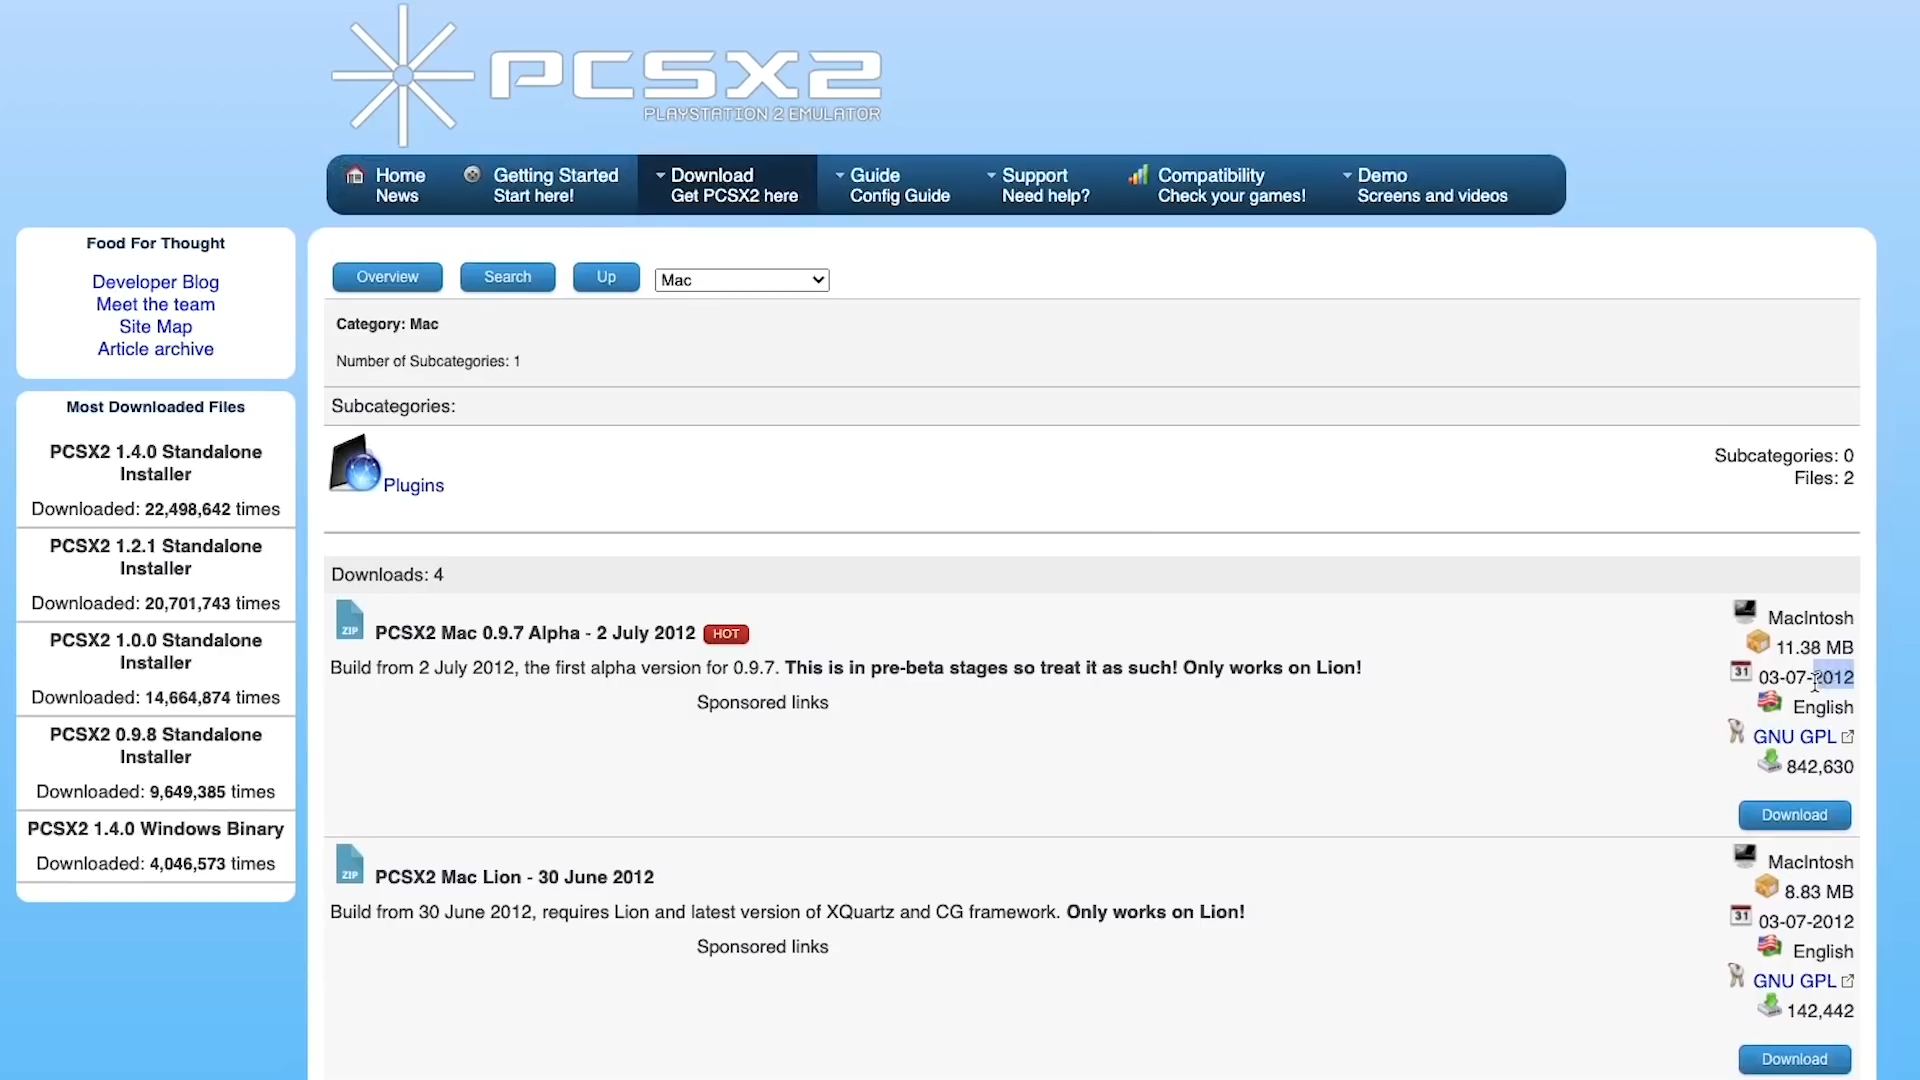 PCSX2
PLAYSTATION 2 EMULATOR
Home
News
Getting Started
Start here!
Download
Get PCSX2 here
Guide
Config Guide
Support
Need help?
Compatibility
Check your games!
Demo
Screens and videos
Food For Thought
Developer Blog
Meet the team
Site Map
Article archive
Most Downloaded Files
PCSX2 1.4.0 Standalone
Installer
Downloaded: 22,498,642 times
PCSX2 1.2.1 Standalone
Installer
Downloaded: 20,701,743 times
PCSX2 1.0.0 Standalone
Installer
Downloaded: 14,664,874 times
PCSX2 0.9.8 Standalone
Installer
Downloaded: 9,649,385 times
PCSX2 1.4.0 Windows Binary
Downloaded: 4,046,573 times
Overview
Search
Up
Mac
Category: Mac
Number of Subcategories: 1
Subcategories:
Plugins
Subcategories: 0
Files: 2
Downloads: 4
ZIP
PCSX2 Mac 0.9.7 Alpha - 2 July 2012 HOT
Build from 2 July 2012, the first alpha version for 0.9.7. This is in pre-beta stages so treat it as such! Only works on Lion!
Sponsored links
MacIntosh
11.38 MB
31 03-07-2012
English
GNU GPL
842,630
Download
ZIP
PCSX2 Mac Lion - 30 June 2012
Build from 30 June 2012, requires Lion and latest version of XQuartz and CG framework. Only works on Lion!
Sponsored links
MacIntosh
8.83 MB
31 03-07-2012
English
GNU GPL
142,442
Download